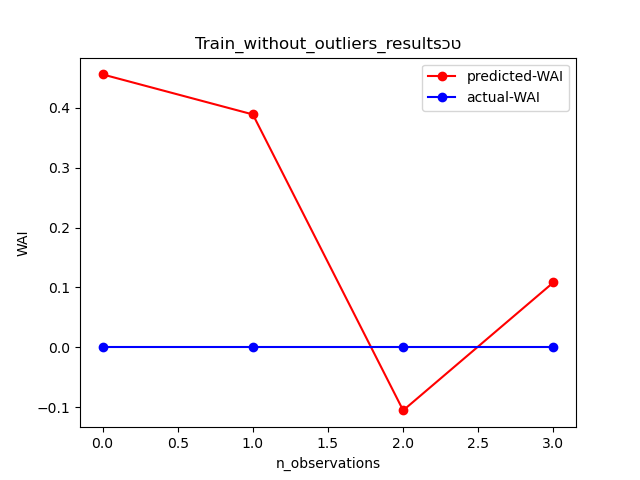 Train_without_outliers_resultsכט
predicted-WAI
actual-WAI
WAI
0.4
0.3
0.2
0.1
0.0
−0.1
0.0 0.5 1.0 1.5 2.0 2.5 3.0
n_observations